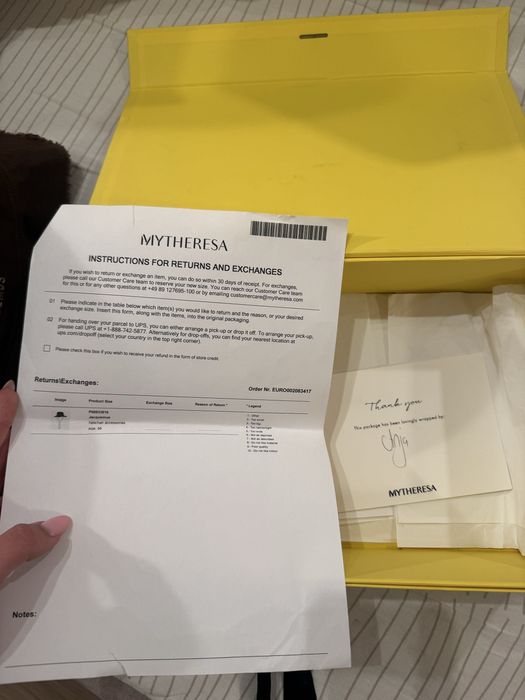 MYTHERESA
INSTRUCTIONS FOR RETURNS AND EXCHANGES
If you wish to return or exchange an item, you can do so within 30 days of receipt. For exchanges,
please call our Customer Care team to reserve your new size. You can reach our Customer Care team
for this or for any other questions at +49 89 127695-100 or by emailing customercare@mytheresa.com
01 Please indicate in the table below which item(s) you would like to return and the reason, or your desired
exchange size. Insert this form, along with the items, into the original packaging.
02 For handing over your parcel to UPS, you can either arrange a pick-up or drop it off. To arrange your pick-up,
please call UPS at +1-888-742-5877. Alternatively for drop-offs, you can find your nearest location at
ups.com/dropoff (select your country in the top right corner).
Please check this box if you wish to receive your refund in the form of store credit.
Returns\Exchanges:
Order Nr. EURO002083417
Image Product Size Exchange Size Reason of Return * * Legend
Jacquemus
Notes:
Thank you
This package has been lovingly wrapped by:
MYTHERESA